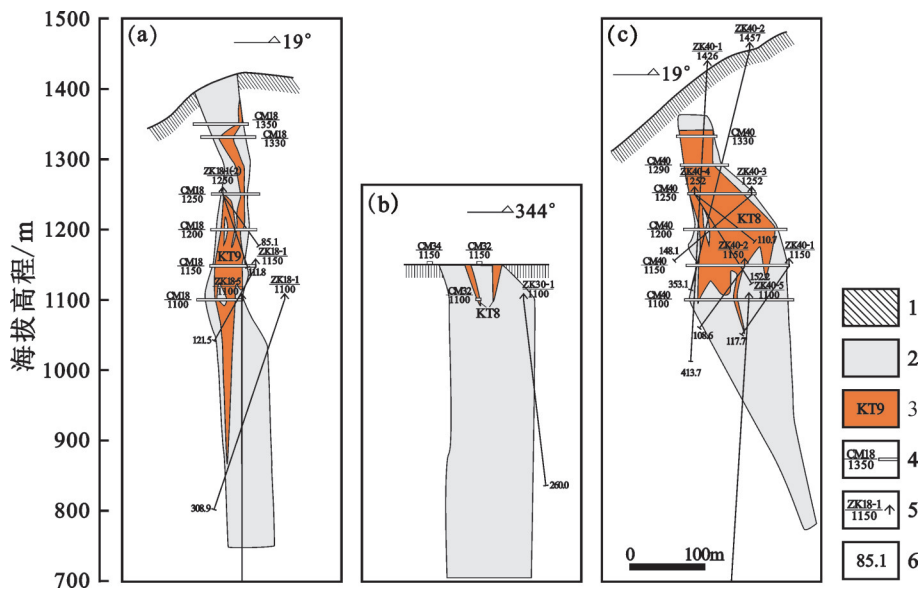 海拔高程/m
1500
1400
1300
1200
1100
1000
900
800
700
(a)
19°
CM18
1350
CM18
1330
ZK18-1(-2)
1250
CM18
1250
CM18
1200
85.1
ZK18-1
1150
KT9
CM18
1150
111.8
ZK18-5
1100
ZK18-1
1100
CM18
1100
121.5
308.9
(b)
344°
CM34
1150
CM32
1150
CM32
1100
KT8
ZK30-1
1100
260.0
(c)
19°
ZK40-1
1426
ZK40-2
1457
CM40
1330
CM40
1290
ZK40-4
1252
ZK40-3
1252
CM40
1250
KT8
CM40
1200
110.7
148.1
ZK40-2
1150
ZK40-1
1150
CM40
1150
152.2
353.1
ZK40-5
1100
CM40
1100
108.6
117.7
413.7
0 100m
1
2
KT9 3
CM18
1350
4
ZK18-1
1150
5
85.1 6